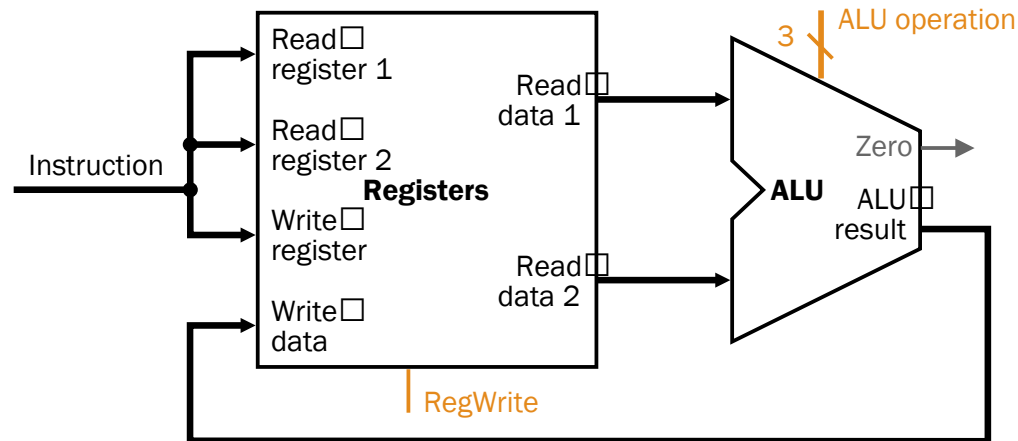 ALU operation
3
Read□
register 1
Read□
data 1
Read□
register 2
Zero
Instruction
Registers
ALU
ALU□
result
Write□
register
Read□
data 2
Write□
data
RegWrite